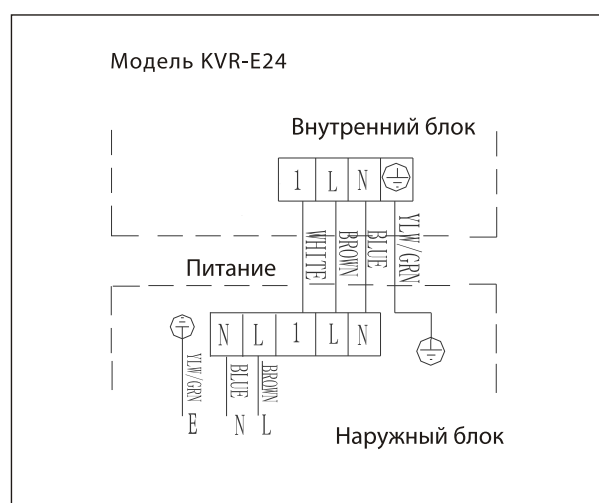 Модель KVR-E24
Внутренний блок
1 L N
WHITE BROWN BLUE YLW/GRN
Питание
N L 1 L N
YLW/GRN BLUE BROWN
E N L
Наружный блок